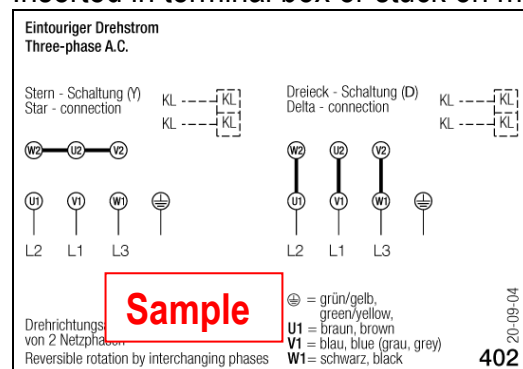 Eintouriger Drehstrom
Three-phase A.C.
Stern - Schaltung (Y)
Star - connection
KL KL
KL KL
W2 U2 V2
U1 V1 W1
L2 L1 L3
Dreieck - Schaltung (D)
Delta - connection
KL KL
KL KL
W2 U2 V2
U1 V1 W1
L2 L1 L3
Sample
von 2
Reversible rotation by interchanging phases
= grün/gelb,
green/yellow,
U1 = braun, brown
V1 = blau, blue (grau, grey)
W1= schwarz, black
20-09-04
402